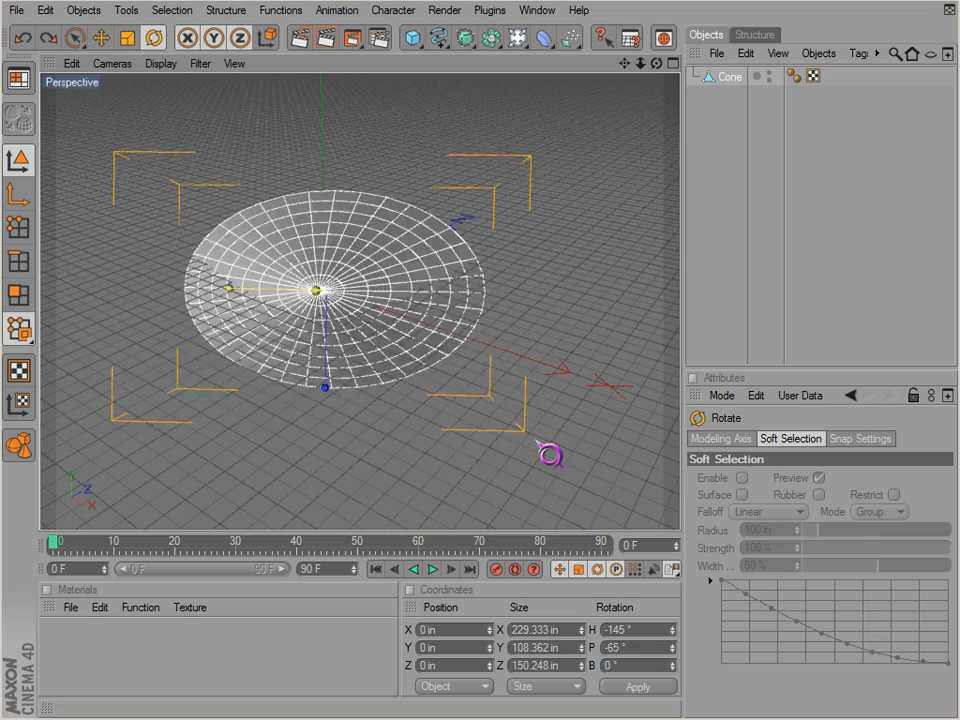 File Edit Objects Tools Selection Structure Functions Animation Character Render Plugins Window Help
X Y Z
Objects Structure
File Edit View Objects Tag
Edit Cameras Display Filter View
Perspective
Cone
Y
Z
X
Attributes
Mode Edit User Data
Rotate
Modeling Axis Soft Selection Snap Settings
Soft Selection
Enable Preview
Surface Rubber Restrict
Falloff Linear Mode Group
Radius 100 in
Strength 100 %
Width . . 50 %
0 10 20 30 40 50 60 70 80 90 0 F
0 F 0 F 90 F 90 F
Materials
File Edit Function Texture
Coordinates
Position Size Rotation
X 0 in X 229.333 in H -145 °
Y 0 in Y 108.362 in P -65 °
Z 0 in Z 150.248 in B 0 °
Object Size Apply
MAXON
CINEMA 4D